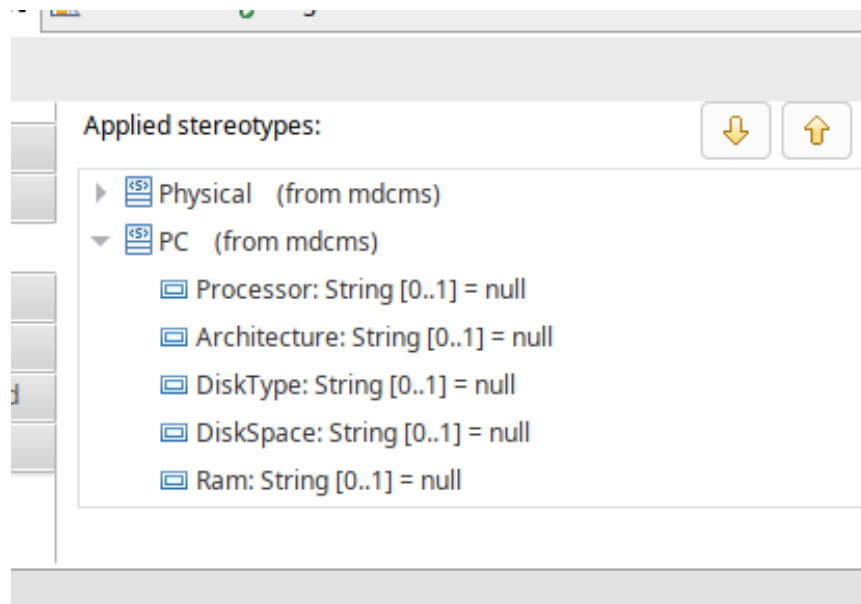 Applied stereotypes:
<S> Physical (from mdcms)
<S> PC (from mdcms)
Processor: String [0..1] = null
Architecture: String [0..1] = null
DiskType: String [0..1] = null
DiskSpace: String [0..1] = null
Ram: String [0..1] = null